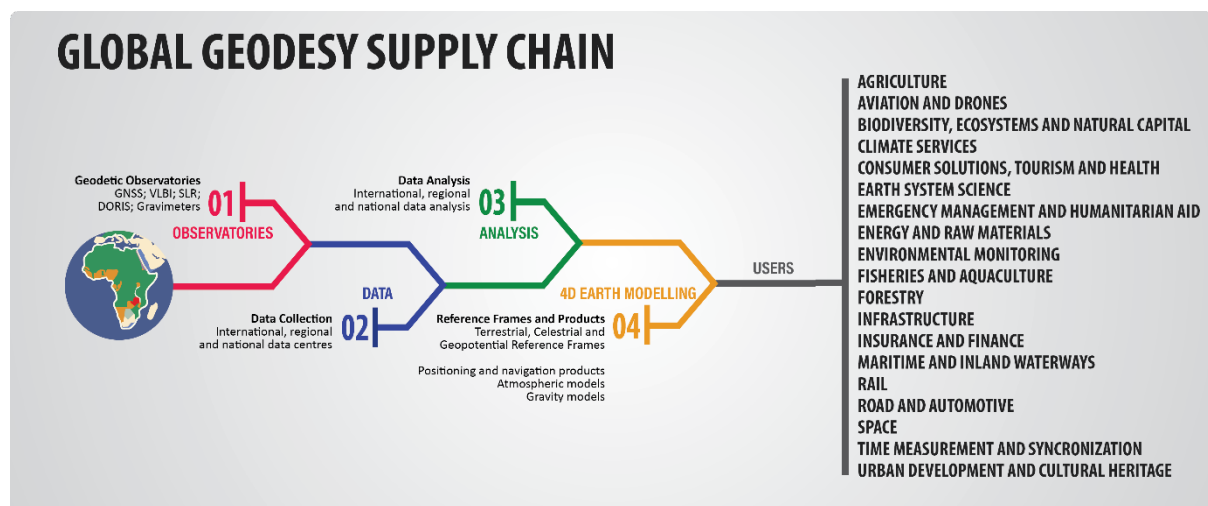 GLOBAL GEODESY SUPPLY CHAIN
Geodetic Observatories
GNSS; VLBI; SLR;
DORIS; Gravimeters
01
OBSERVATORIES
DATA
Data Collection
International, regional
and national data centres
02
Data Analysis
International, regional
and national data analysis
03
ANALYSIS
4D EARTH MODELLING
Reference Frames and Products
Terrestrial, Celestrial and
Geopotential Reference Frames
Positioning and navigation products
Atmospheric models
Gravity models
04
USERS
AGRICULTURE
AVIATION AND DRONES
BIODIVERSITY, ECOSYSTEMS AND NATURAL CAPITAL
CLIMATE SERVICES
CONSUMER SOLUTIONS, TOURISM AND HEALTH
EARTH SYSTEM SCIENCE
EMERGENCY MANAGEMENT AND HUMANITARIAN AID
ENERGY AND RAW MATERIALS
ENVIRONMENTAL MONITORING
FISHERIES AND AQUACULTURE
FORESTRY
INFRASTRUCTURE
INSURANCE AND FINANCE
MARITIME AND INLAND WATERWAYS
RAIL
ROAD AND AUTOMOTIVE
SPACE
TIME MEASUREMENT AND SYNCRONIZATION
URBAN DEVELOPMENT AND CULTURAL HERITAGE